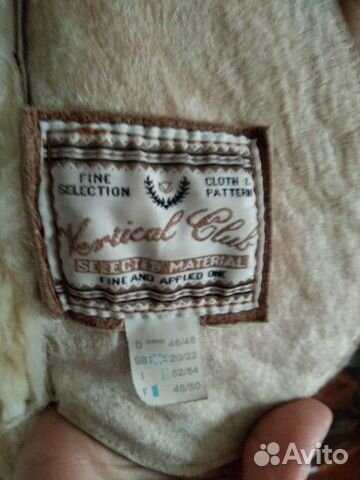 FINE SELECTION
CLOTH & PATTERN
Vertical Club
SELECTED MATERIAL
FINE AND APPLIED ONE
D 46/48
GB 20/22
I 52/54
F 48/50
Avito